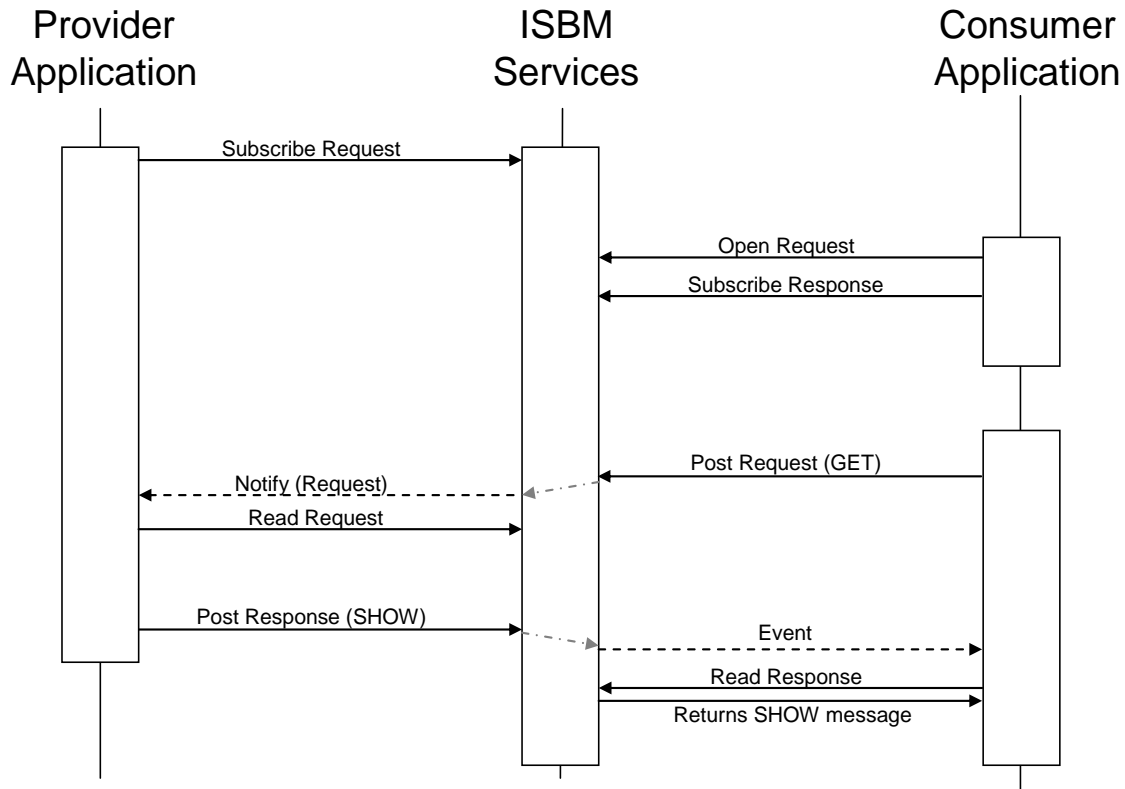 Provider
Application
ISBM
Services
Consumer
Application
Subscribe Request
Open Request
Subscribe Response
Post Request (GET)
Notify (Request)
Read Request
Post Response (SHOW)
Event
Read Response
Returns SHOW message